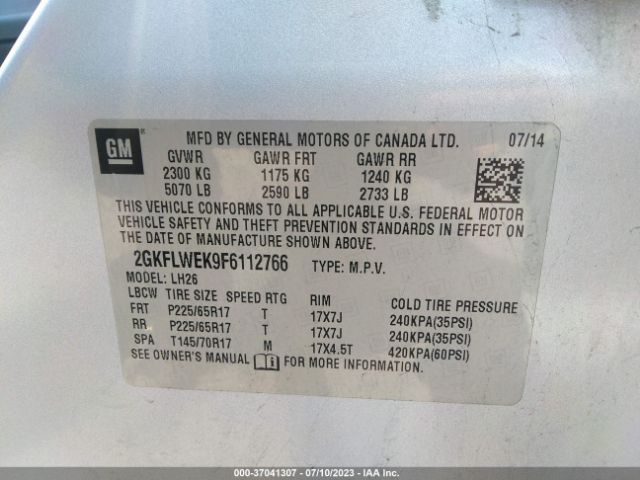 GM ® MFD BY GENERAL MOTORS OF CANADA LTD. 07/14
GVWR GAWR FRT GAWR RR
2300 KG 1175 KG 1240 KG
5070 LB 2590 LB 2733 LB
THIS VEHICLE CONFORMS TO ALL APPLICABLE U.S. FEDERAL MOTOR
VEHICLE SAFETY AND THEFT PREVENTION STANDARDS IN EFFECT ON
THE DATE OF MANUFACTURE SHOWN ABOVE.
2GKFLWEK9F6112766 TYPE: M.P.V.
MODEL: LH26
LBCW TIRE SIZE SPEED RTG RIM COLD TIRE PRESSURE
FRT P225/65R17 T 17X7J 240KPA(35PSI)
RR P225/65R17 T 17X7J 240KPA(35PSI)
SPA T145/70R17 M 17X4.5T 420KPA(60PSI)
SEE OWNER'S MANUAL FOR MORE INFORMATION.
000-37041307 / 07/10/2023 - IAA Inc.